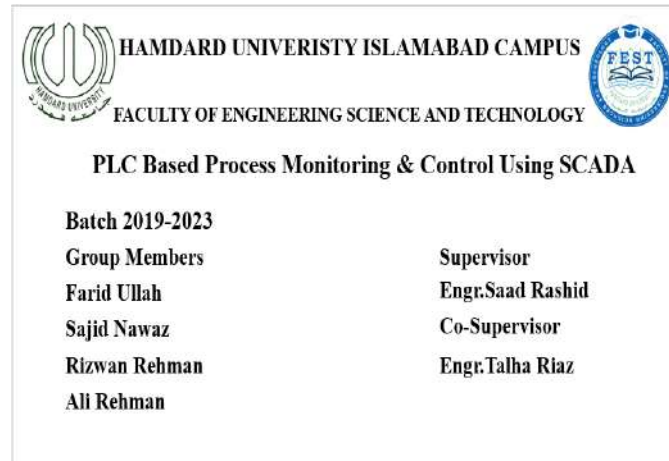 HAMDARD UNIVERISTY ISLAMABAD CAMPUS
HAMDARD UNIVERSITY
FEST
FACULTY OF ENGINEERING SCIENCE AND TECHNOLOGY
PLC Based Process Monitoring & Control Using SCADA
Batch 2019-2023
Group Members
Supervisor
Farid Ullah
Engr.Saad Rashid
Sajid Nawaz
Co-Supervisor
Rizwan Rehman
Engr.Talha Riaz
Ali Rehman